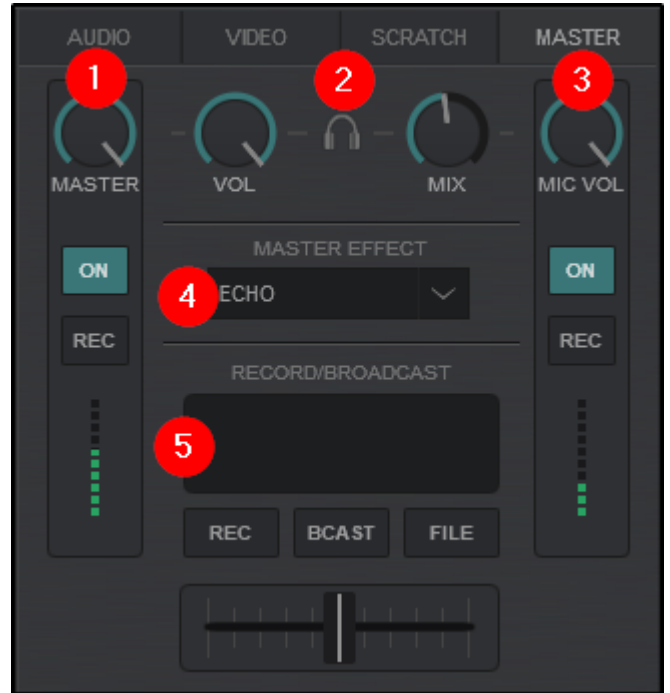 AUDIO VIDEO SCRATCH MASTER
1 2 3
MASTER VOL MIX MIC VOL
MASTER EFFECT
ON ON
4 ECHO
REC REC
RECORD/BROADCAST
5
REC BCAST FILE